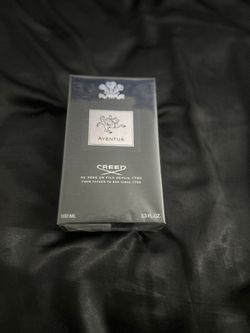 AVENTUS
CREED
DE PÈRE EN FILS DEPUIS 1760
FROM FATHER TO SON SINCE 1760
100 ML 3.3 FL.OZ.